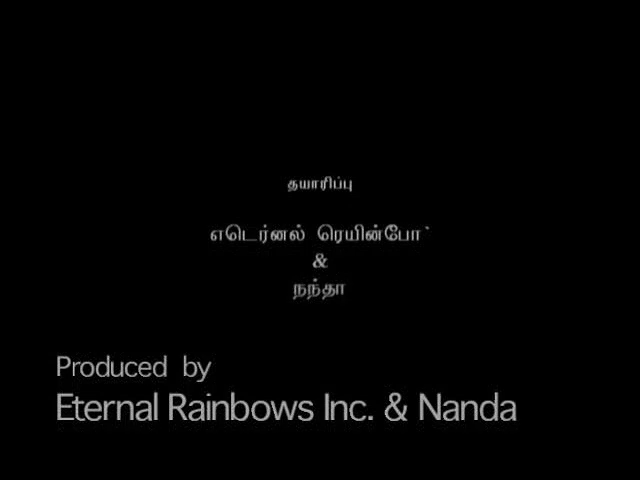 தயாரிப்பு
எடெர்னல் ரெயின்போ`
&
நந்தா
Produced by
Eternal Rainbows Inc. & Nanda